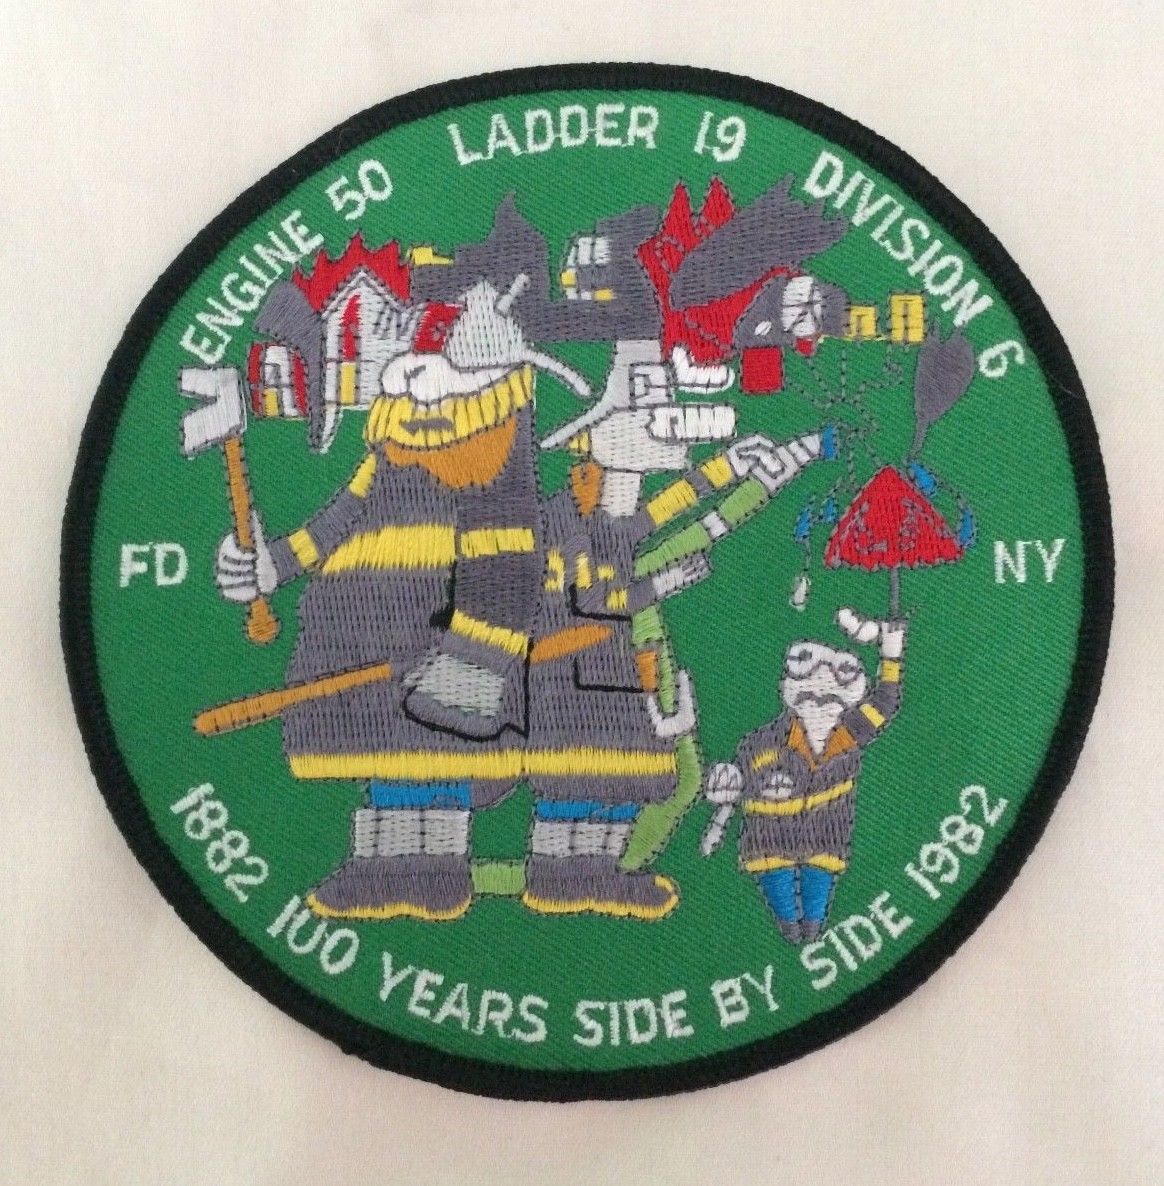 ENGINE 50 LADDER 19 DIVISION 6
FD NY
1882 100 YEARS SIDE BY SIDE 1982